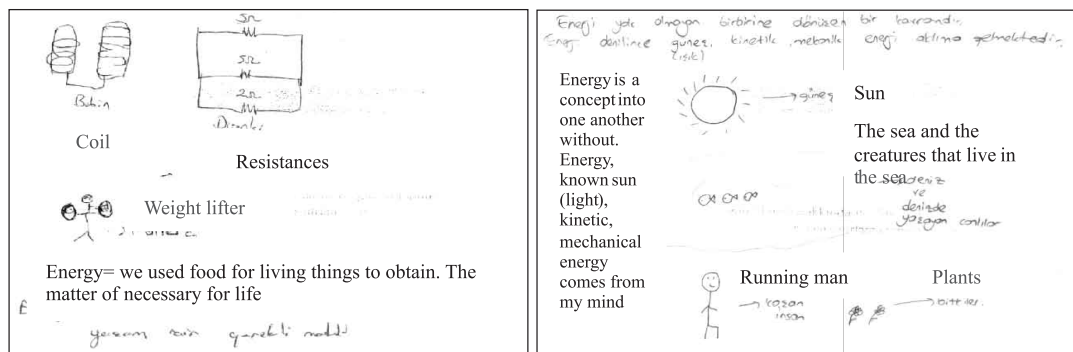 5Ω
5Ω
2Ω
Bobin
Coil
Resistances
Weight lifter
Energy= we used food for living things to obtain. The
matter of necessary for life
E
yaşam için gerekli madde
Enerji yok olmayan birbirine dönüşen bir kavramdır.
Enerji denilince güneş, kinetik, mekanik enerji aklıma gelmektedir.
(ışık)
Energy is a
concept into
one another
without.
Energy,
known sun
(light),
kinetic,
mechanical
energy
comes from
my mind
güneş
Sun
The sea and the
creatures that live in
the sea
deniz
ve
denizde
yaşayan canlılar
Running man
koşan
insan
Plants
bitkiler